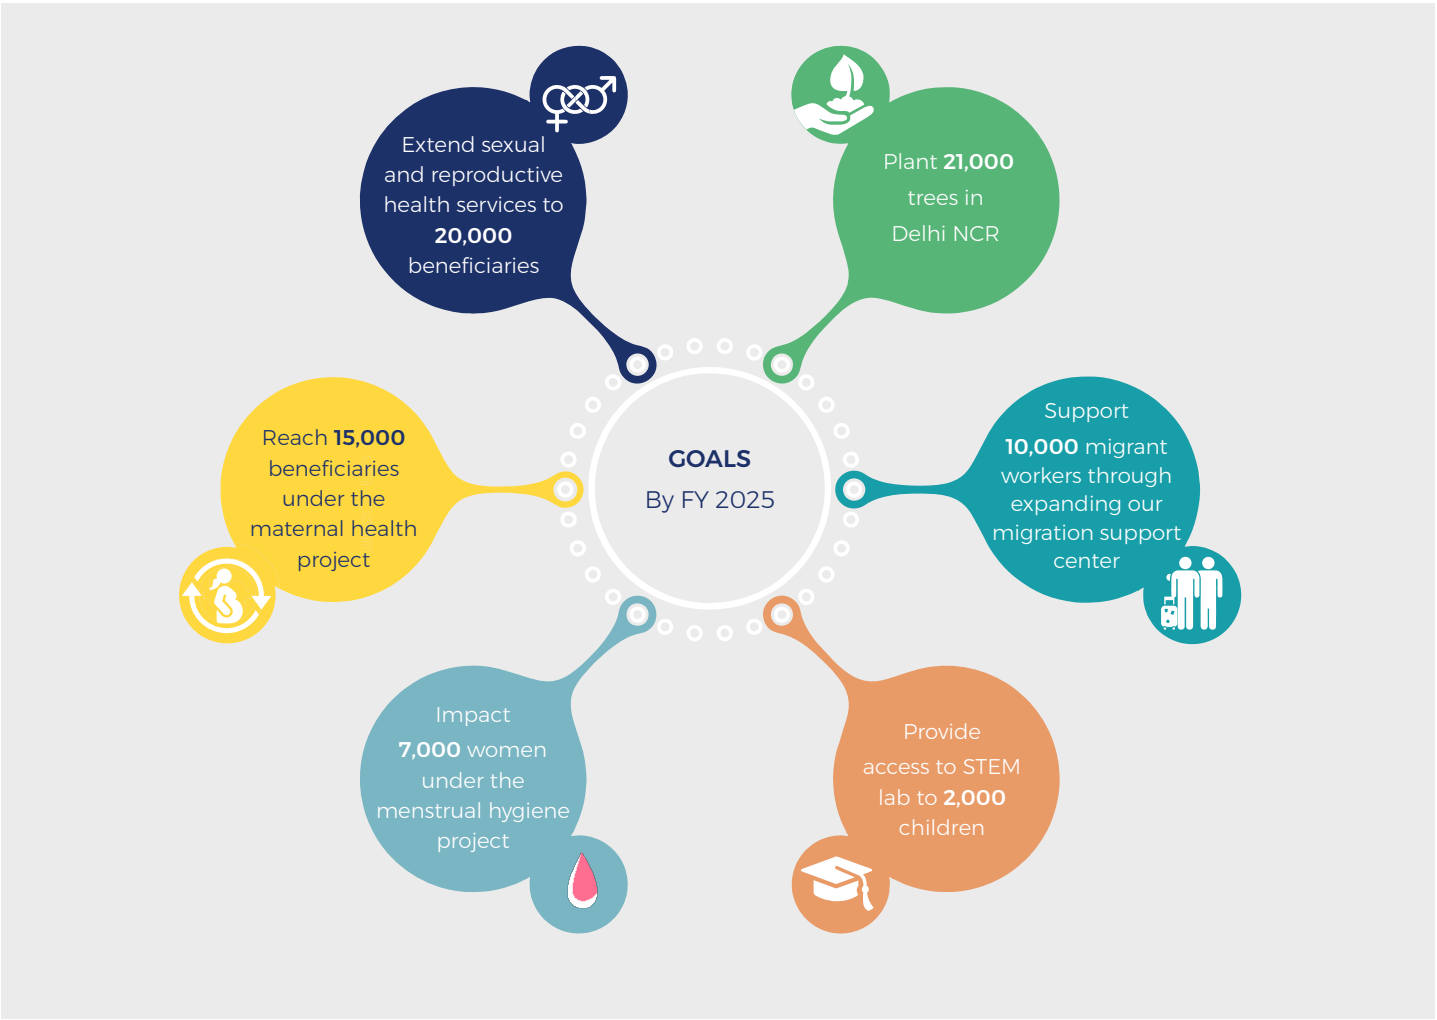 Extend sexual
and reproductive
health services to
20,000
beneficiaries
Plant 21,000
trees in
Delhi NCR
Reach 15,000
beneficiaries
under the
maternal health
project
GOALS
By FY 2025
Support
10,000 migrant
workers through
expanding our
migration support
center
Impact
7,000 women
under the
menstrual hygiene
project
Provide
access to STEM
lab to 2,000
children